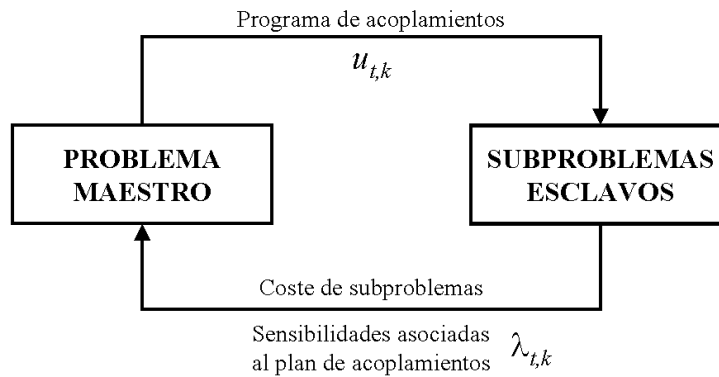 Programa de acoplamientos
u_{t,k}
PROBLEMA
MAESTRO
SUBPROBLEMAS
ESCLAVOS
Coste de subproblemas
Sensibilidades asociadas
al plan de acoplamientos λ_{t,k}